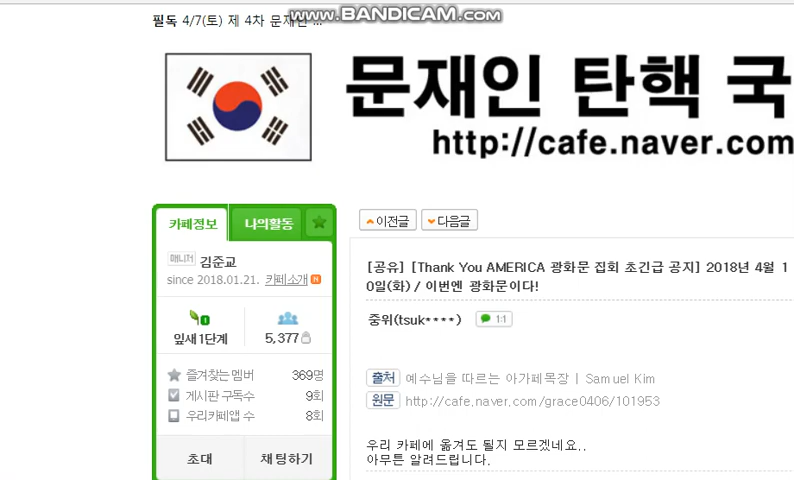 필독 4/7(토) 제 4차 문재인 ...
www.BANDICAM.com
문재인 탄핵 국
http://cafe.naver.com
카페정보 나의활동
이전글 다음글
매니저 김준교
since 2018.01.21. 카페소개
[공유] [Thank You AMERICA 광화문 집회 초긴급 공지] 2018년 4월 1
0일(화) / 이번엔 광화문이다!
중위(tsuk****) 1:1
1
잎새1단계 5,377
즐겨찾는 멤버 369명
게시판 구독수 9회
우리카페앱 수 8회
출처 예수님을 따르는 아가페목장 | Samuel Kim
원문 http://cafe.naver.com/grace0406/101953
우리 카페에 옮겨도 될지 모르겠네요..
아무튼 알려드립니다.
초대 채팅하기